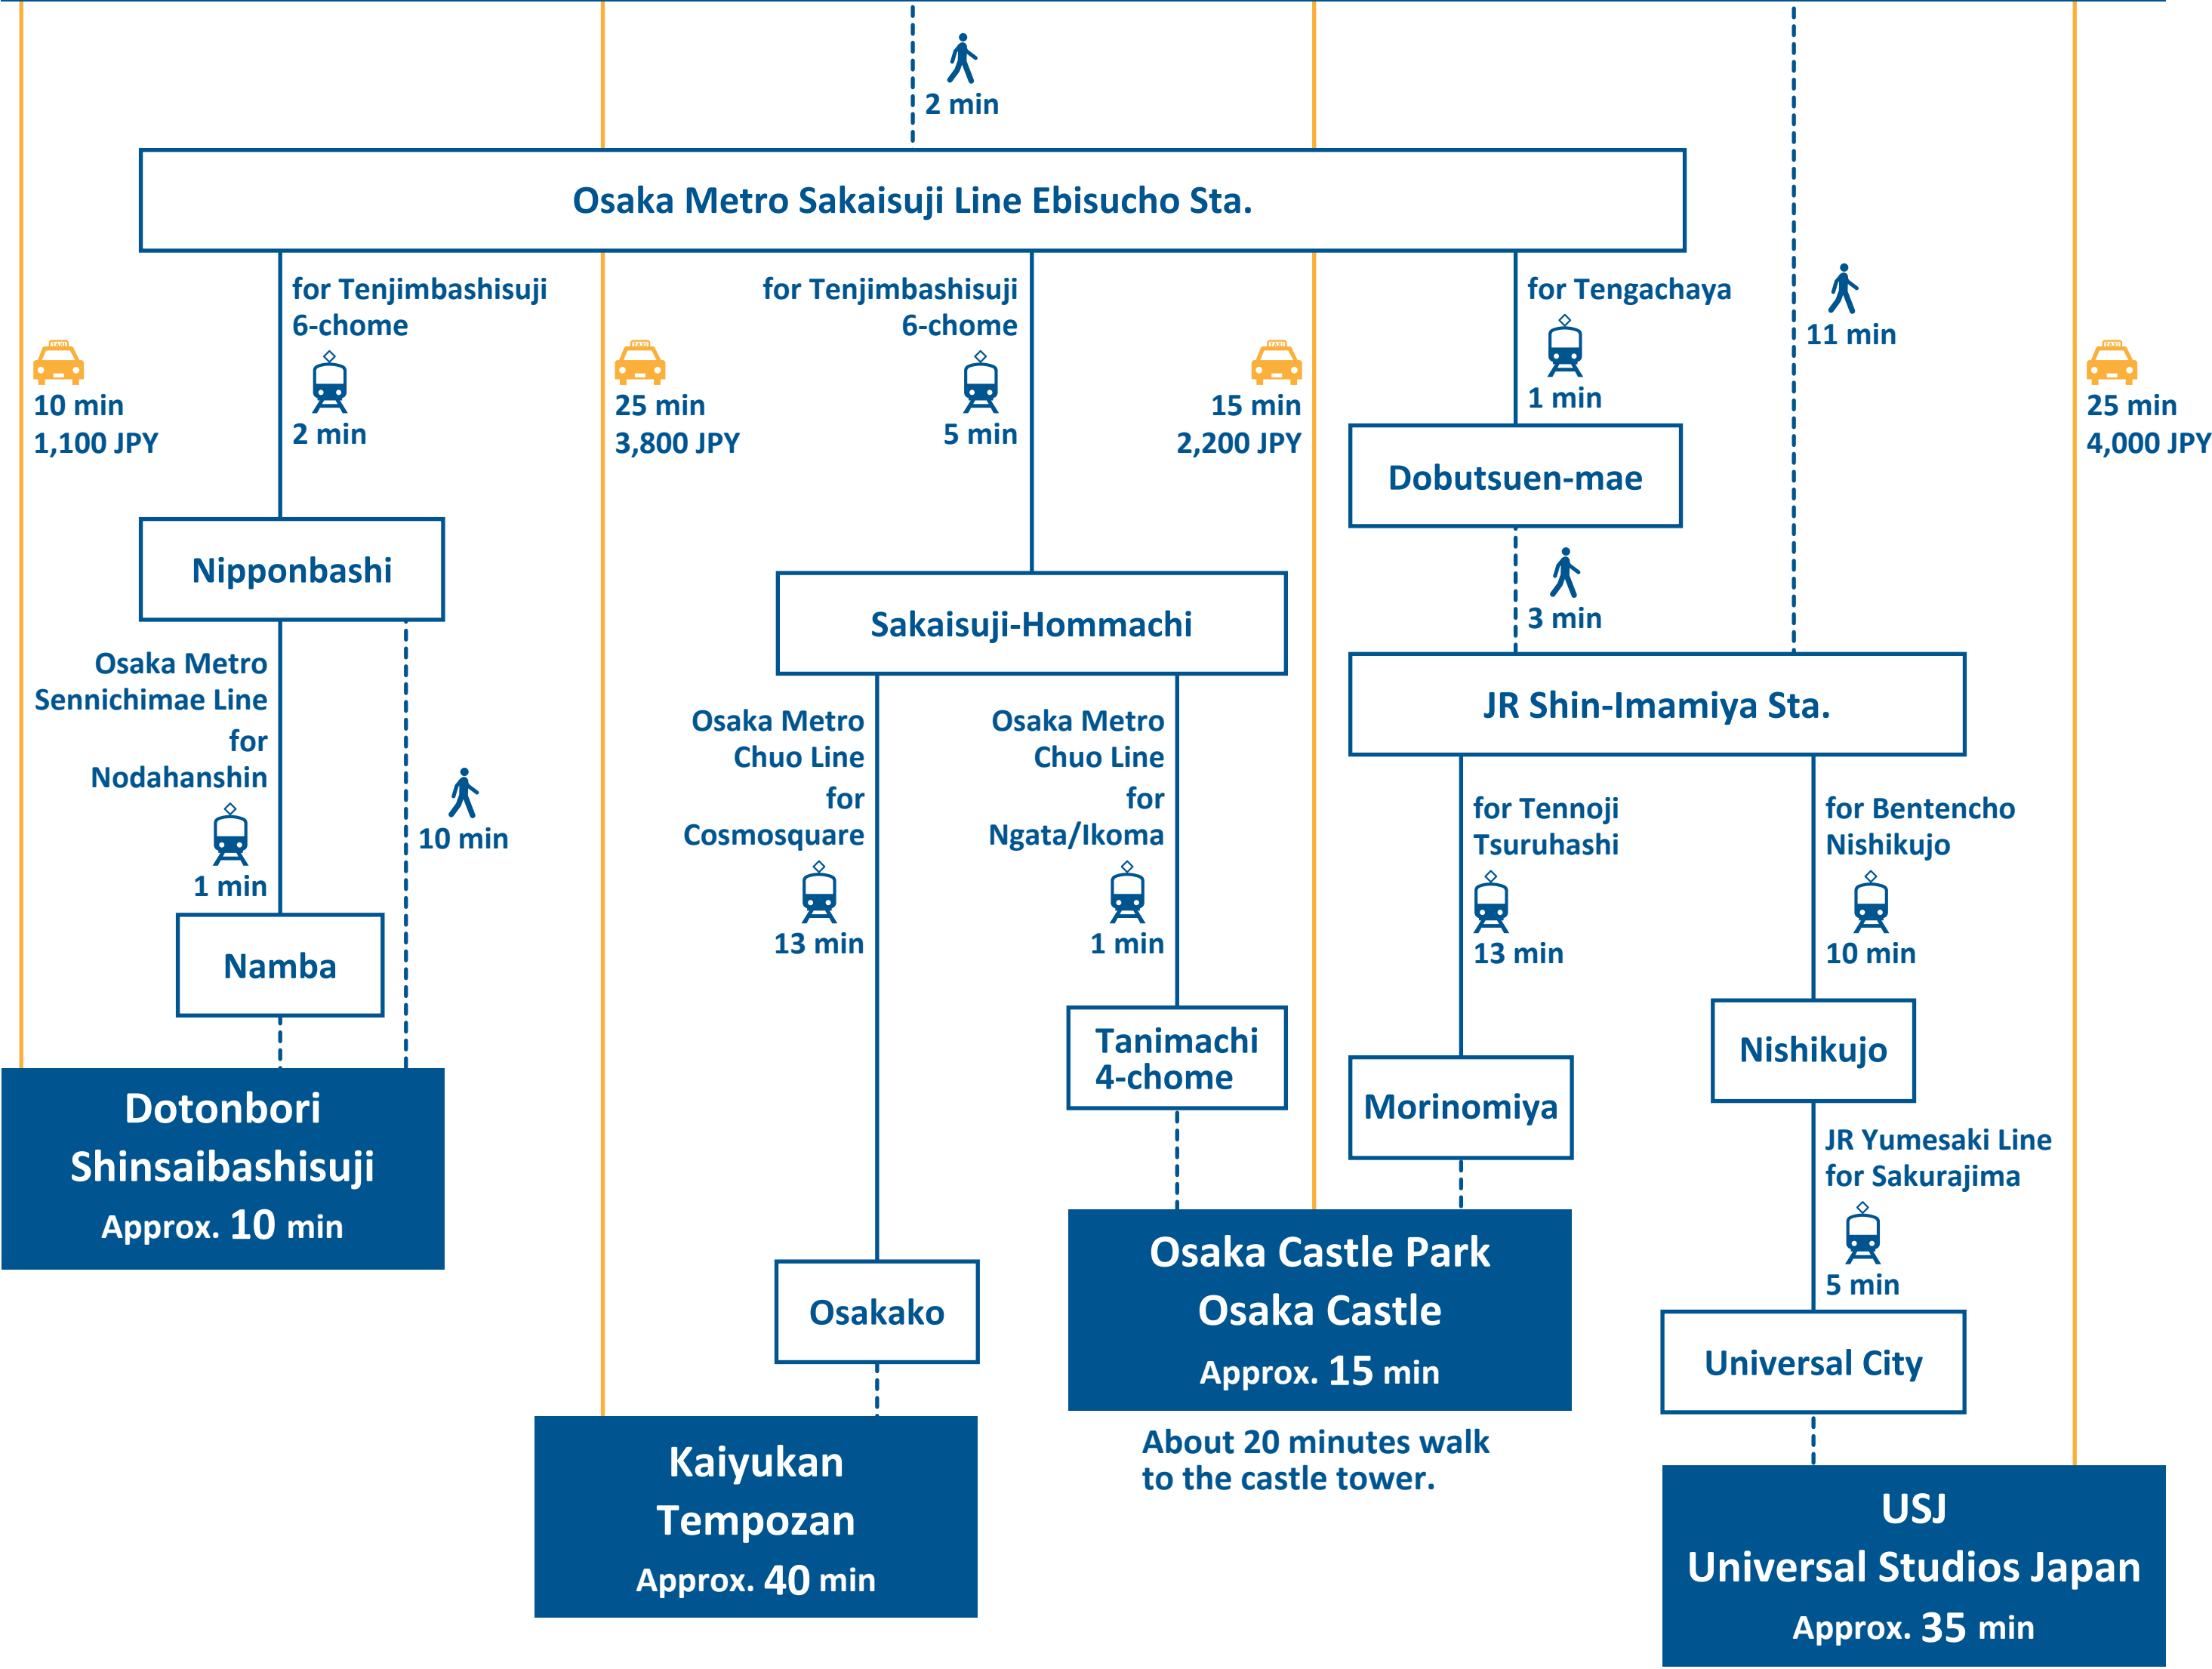 2 min
Osaka Metro Sakaisuji Line Ebisucho Sta.
for Tenjimbashisuji
6-chome
2 min
for Tenjimbashisuji
6-chome
5 min
for Tengachaya
1 min
11 min
TAXI
10 min
1,100 JPY
TAXI
25 min
3,800 JPY
TAXI
15 min
2,200 JPY
TAXI
25 min
4,000 JPY
Dobutsuen-mae
3 min
Nipponbashi
Sakaisuji-Hommachi
JR Shin-Imamiya Sta.
Osaka Metro
Sennichimae Line
for
Nodahanshin
1 min
10 min
Osaka Metro
Chuo Line
for
Cosmosquare
13 min
Osaka Metro
Chuo Line
for
Ngata/Ikoma
1 min
for Tennoji
Tsuruhashi
13 min
for Bentencho
Nishikujo
10 min
Namba
Tanimachi
4-chome
Morinomiya
Nishikujo
JR Yumesaki Line
for Sakurajima
5 min
Dotonbori
Shinsaibashisuji
Approx. 10 min
Osakako
Osaka Castle Park
Osaka Castle
Approx. 15 min
About 20 minutes walk
to the castle tower.
Universal City
Kaiyukan
Tempozan
Approx. 40 min
USJ
Universal Studios Japan
Approx. 35 min